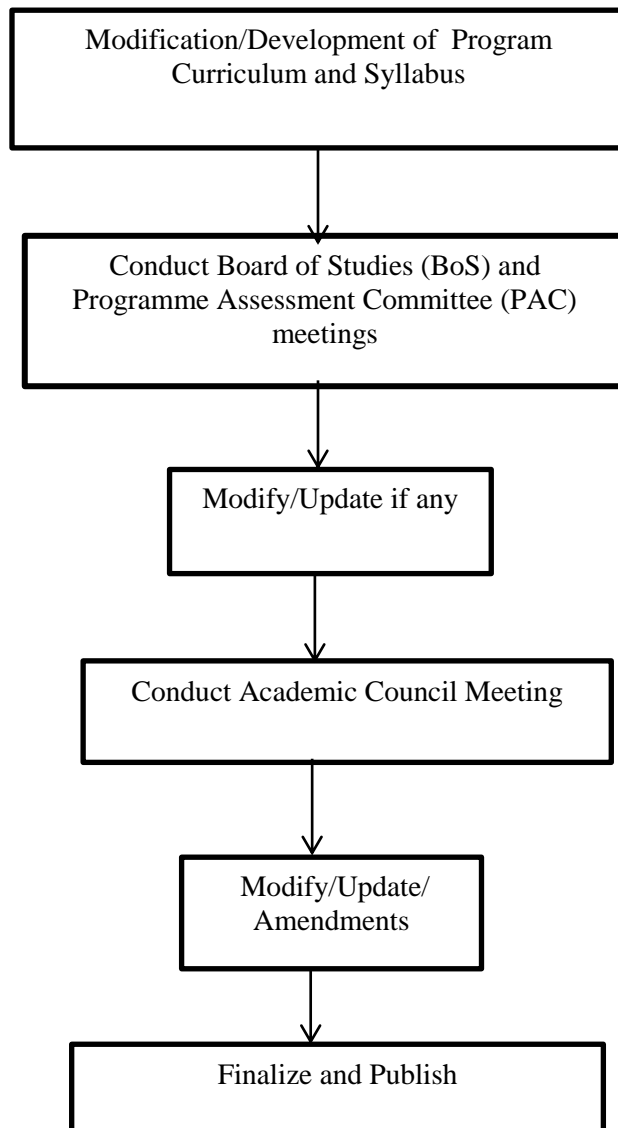 Modification/Development of Program
Curriculum and Syllabus
Conduct Board of Studies (BoS) and
Programme Assessment Committee (PAC)
meetings
Modify/Update if any
Conduct Academic Council Meeting
Modify/Update/
Amendments
Finalize and Publish